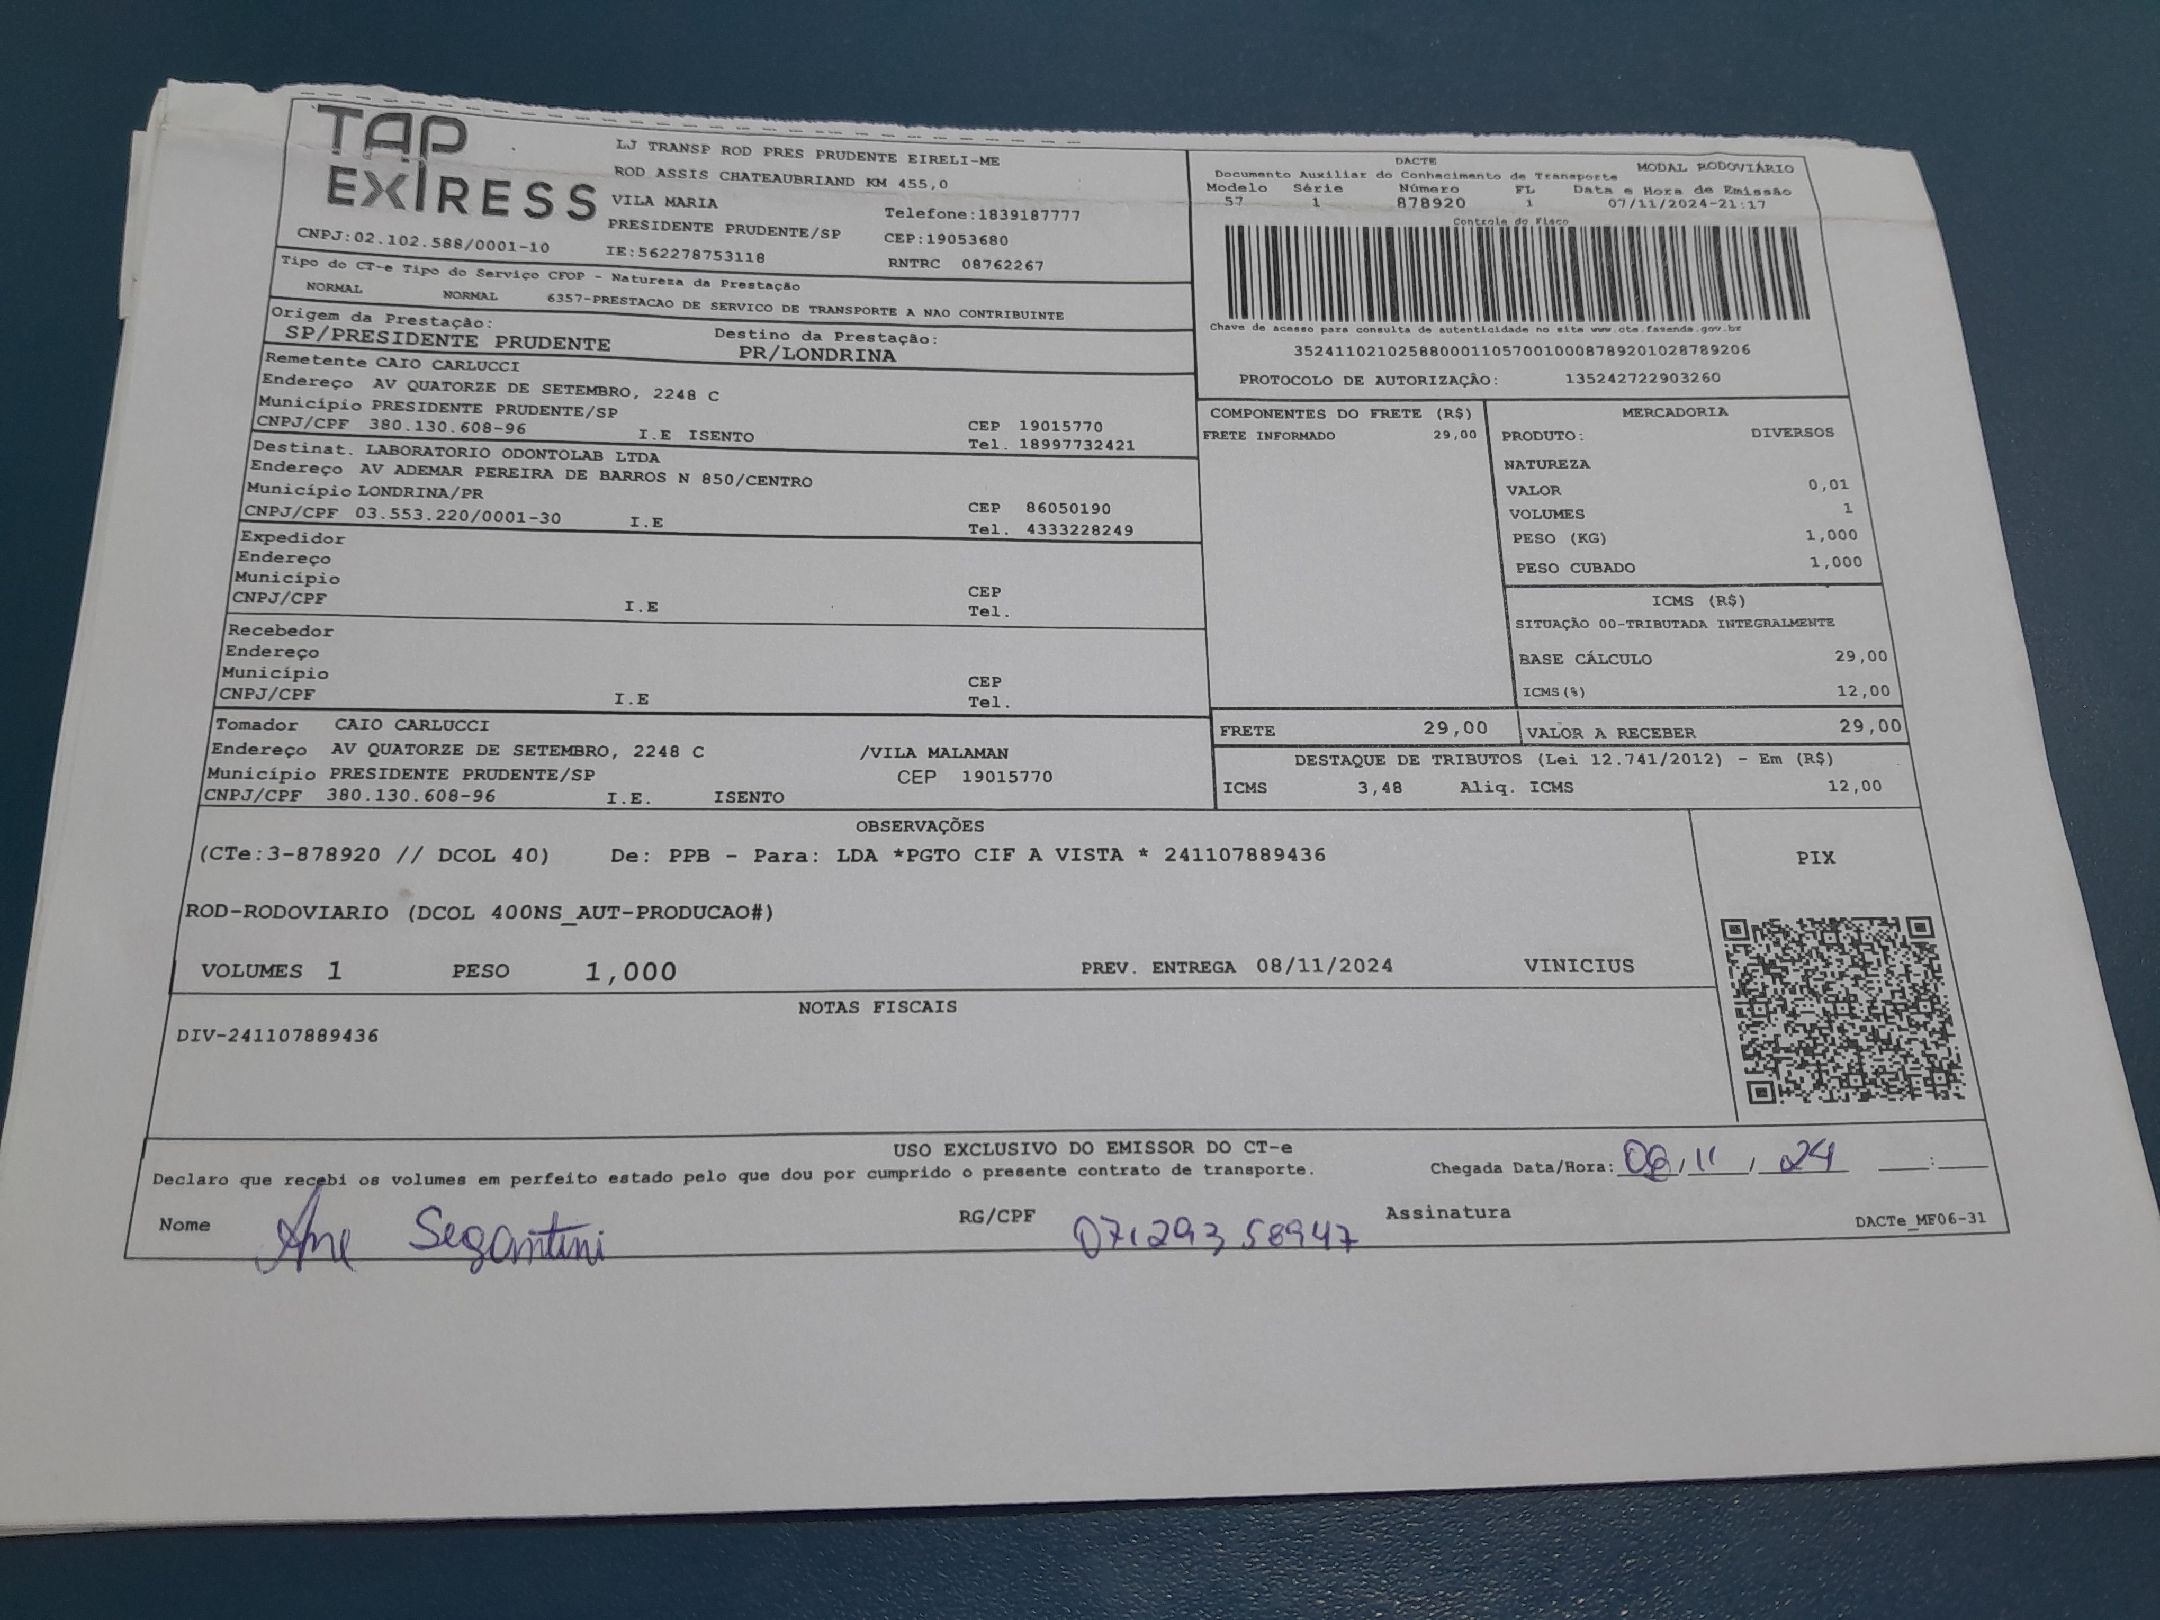 TAP
EXPRESS
LJ TRANSP ROD PRES PRUDENTE EIRELI-ME
ROD ASSIS CHATEAUBRIAND KM 455,0
VILA MARIA
Telefone:1839187777
PRESIDENTE PRUDENTE/SP
CEP:19053680
CNPJ:02.102.588/0001-10
IE:562278753118
RNTRC 08762267
DACTE
MODAL RODOVIÁRIO
Documento Auxiliar do Conhecimento de Transporte
Modelo Série Número FL Data e Hora de Emissão
57 1 878920 1 07/11/2024-21:17
Controle do Fisco
Chave de acesso para consulta de autenticidade no site www.cte.fazenda.gov.br
35241102102588000110570010008789201028789206
PROTOCOLO DE AUTORIZAÇÃO: 135242722903260
Tipo do CT-e Tipo do Serviço CFOP - Natureza da Prestação
NORMAL NORMAL 6357-PRESTACAO DE SERVICO DE TRANSPORTE A NAO CONTRIBUINTE
Origem da Prestação: Destino da Prestação:
SP/PRESIDENTE PRUDENTE PR/LONDRINA
Remetente CAIO CARLUCCI
Endereço AV QUATORZE DE SETEMBRO, 2248 C
Município PRESIDENTE PRUDENTE/SP CEP 19015770
CNPJ/CPF 380.130.608-96 I.E ISENTO Tel. 18997732421
Destinat. LABORATORIO ODONTOLAB LTDA
Endereço AV ADEMAR PEREIRA DE BARROS N 850/CENTRO
Município LONDRINA/PR CEP 86050190
CNPJ/CPF 03.553.220/0001-30 I.E Tel. 4333228249
Expedidor
Endereço
Município CEP
CNPJ/CPF I.E Tel.
Recebedor
Endereço
Município CEP
CNPJ/CPF I.E Tel.
Tomador CAIO CARLUCCI
Endereço AV QUATORZE DE SETEMBRO, 2248 C /VILA MALAMAN
Município PRESIDENTE PRUDENTE/SP CEP 19015770
CNPJ/CPF 380.130.608-96 I.E. ISENTO
COMPONENTES DO FRETE (R$)
FRETE INFORMADO 29,00
MERCADORIA
PRODUTO: DIVERSOS
NATUREZA
VALOR 0,01
VOLUMES 1
PESO (KG) 1,000
PESO CUBADO 1,000
ICMS (R$)
SITUAÇÃO 00-TRIBUTADA INTEGRALMENTE
BASE CÁLCULO 29,00
ICMS(%) 12,00
FRETE 29,00 VALOR A RECEBER 29,00
DESTAQUE DE TRIBUTOS (Lei 12.741/2012) - Em (R$)
ICMS 3,48 Aliq. ICMS 12,00
OBSERVAÇÕES
(CTe:3-878920 // DCOL 40) De: PPB - Para: LDA *PGTO CIF A VISTA * 241107889436
PIX
ROD-RODOVIARIO (DCOL 400NS_AUT-PRODUCAO#)
VOLUMES 1 PESO 1,000 PREV. ENTREGA 08/11/2024 VINICIUS
NOTAS FISCAIS
DIV-241107889436
USO EXCLUSIVO DO EMISSOR DO CT-e
Declaro que recebi os volumes em perfeito estado pelo que dou por cumprido o presente contrato de transporte.
Chegada Data/Hora: 08/11/24 __:__
Nome Ane Segantini RG/CPF 07129358947 Assinatura
DACTe_MF06-31